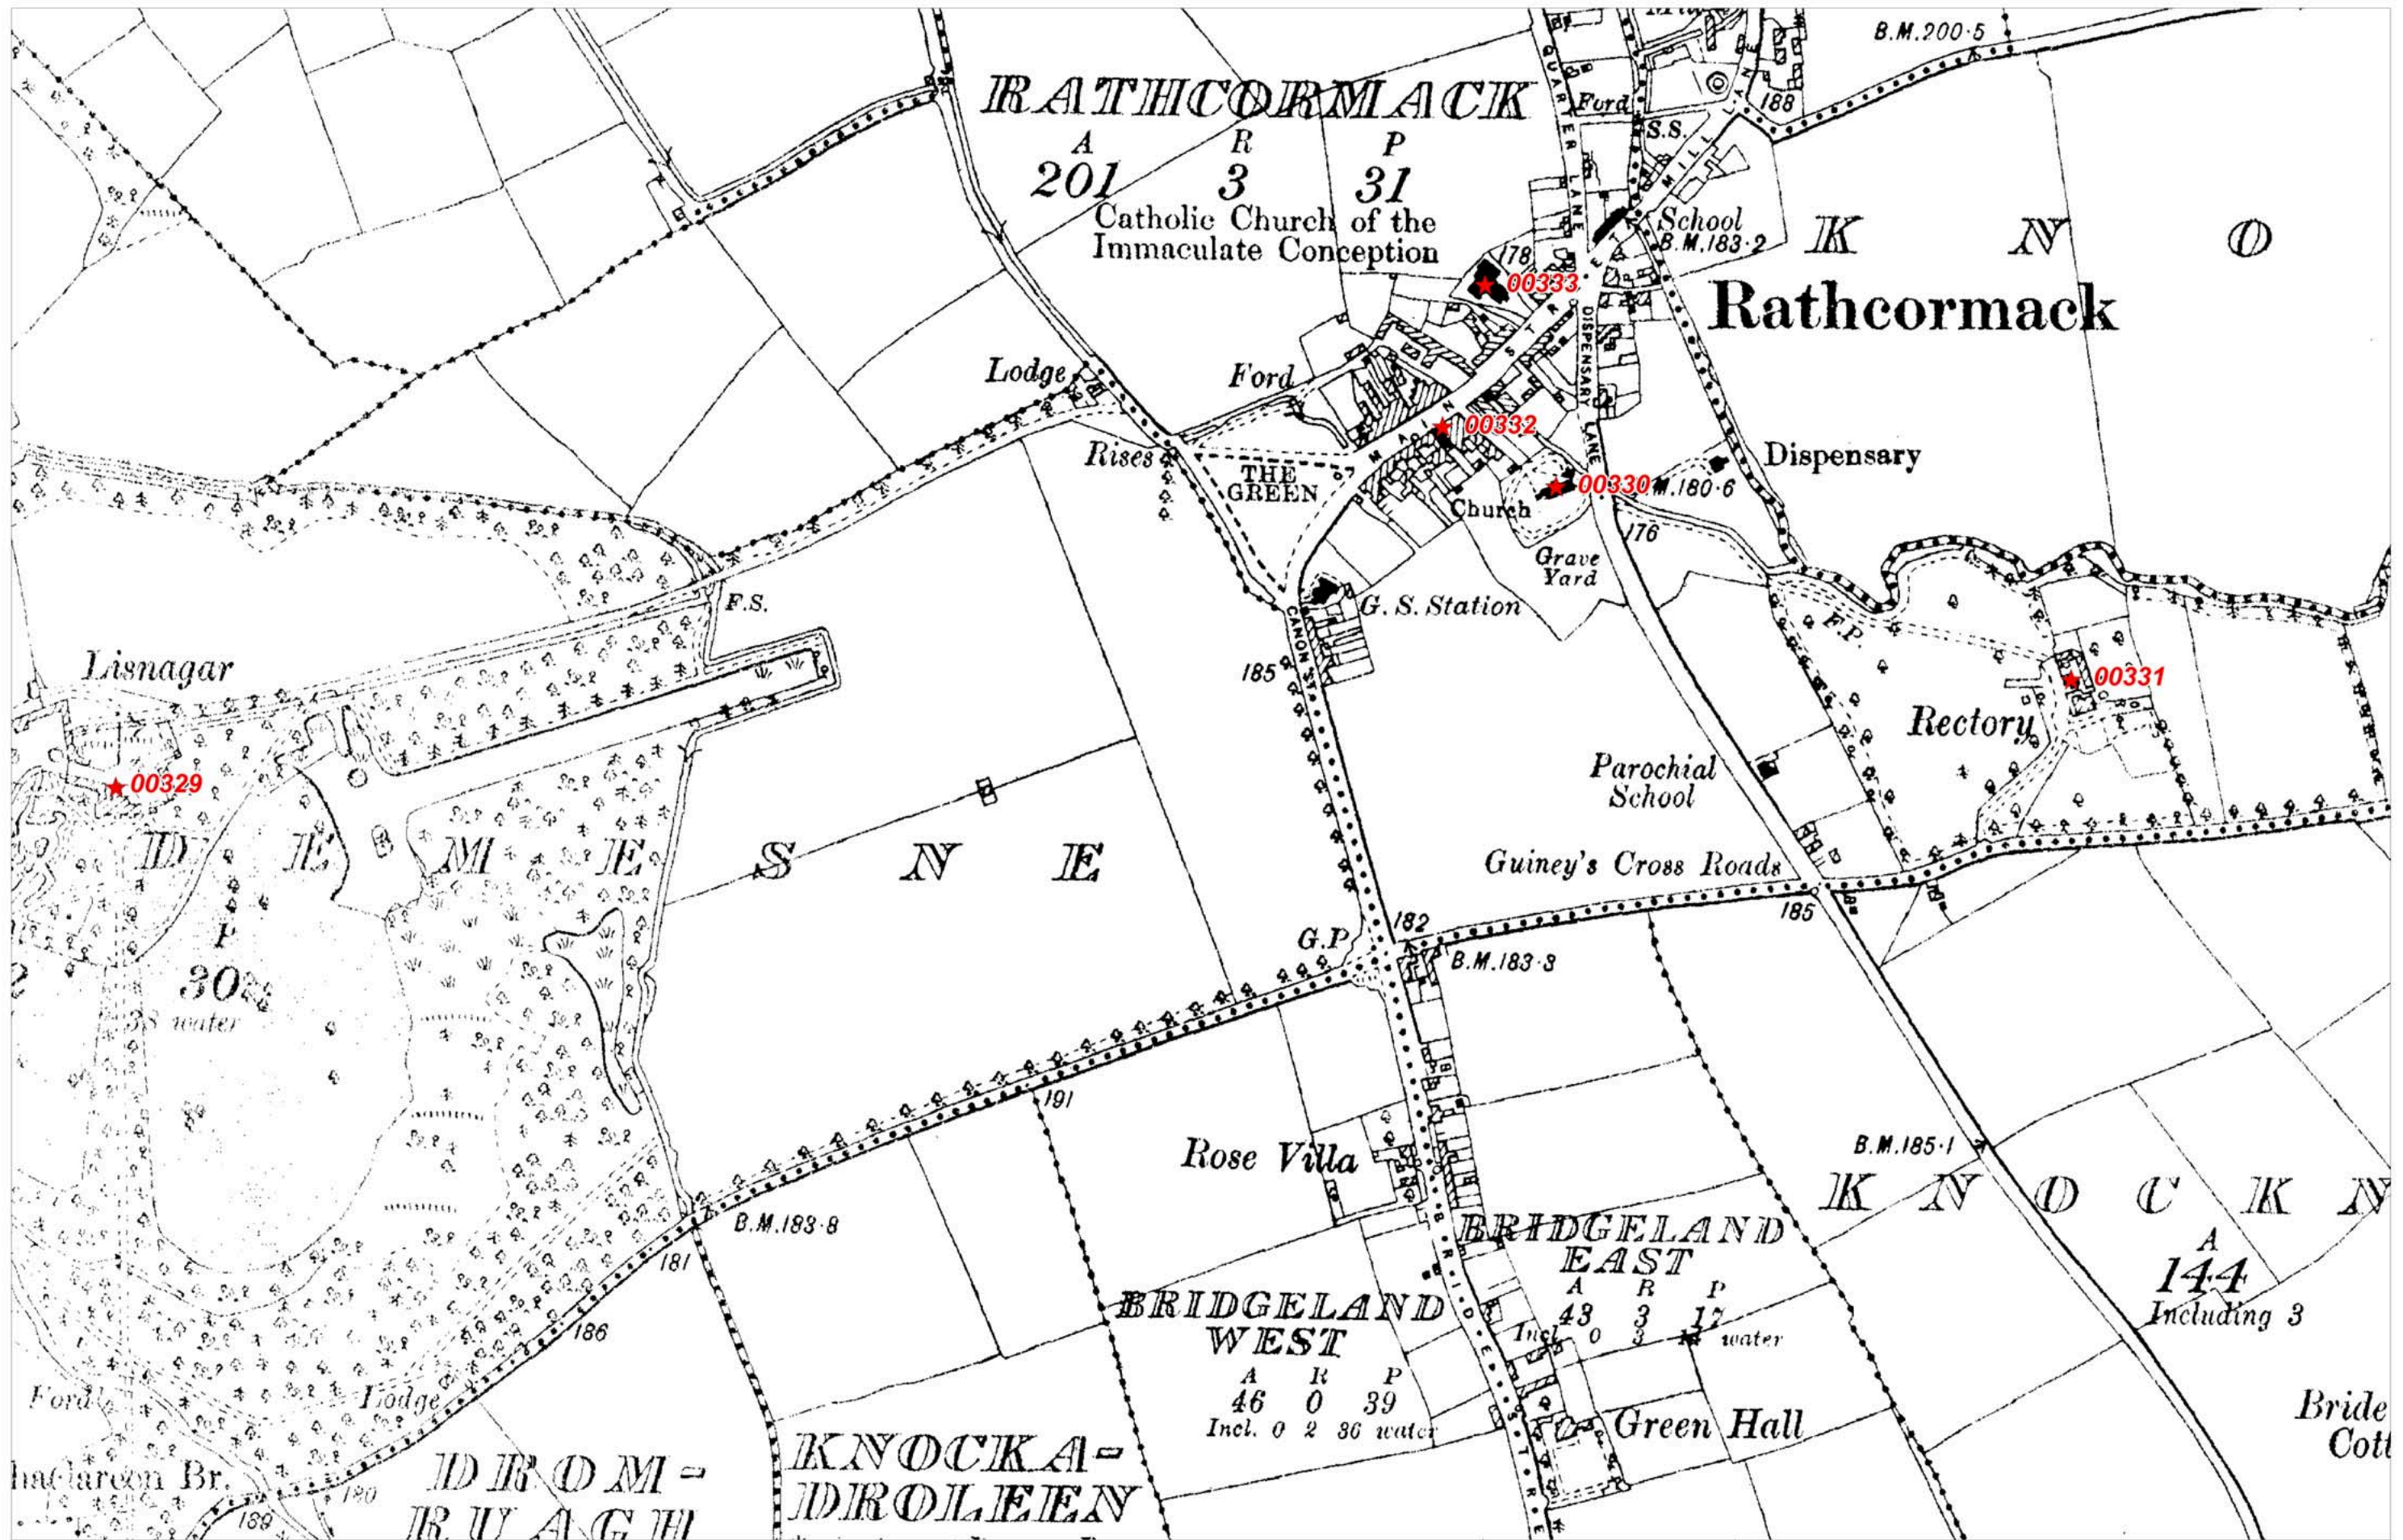 B.M.200·5
RATHCORMACK
A R P
201 3 31
Catholic Church of the
Immaculate Conception
QUARTER LANE
Ford
S.S.
MILL LANE
188
School
B.M.183·2
K N O
178
00333
Rathcormack
MAIN STREET
DISPENSARY LANE
Lodge
Ford
00332
Rises
THE
GREEN
Dispensary
00330
M.180·6
Church
176
Grave
Yard
G. S. Station
F.S.
CANON ST
F.P.
Lisnagar
185
00331
Rectory
00329
Parochial
School
D E M E S N E
Guiney's Cross Roads
185
182
G.P
B.M.183·3
P
30
38 water
191
Rose Villa
B.M.185·1
K N O C K N
B.M.183·8
181
BRIDGELAND
EAST
A R P
43 3 17
Incl. 0 3 water
A
144
Including 3
BRIDGELAND
WEST
A R P
46 0 39
Incl. 0 2 36 water
BRIDE STRE
186
Ford
Lodge
Green Hall
Bride
Cott
KNOCKA-
DROLEEN
DROM-
RUAGH
Br.
180
189